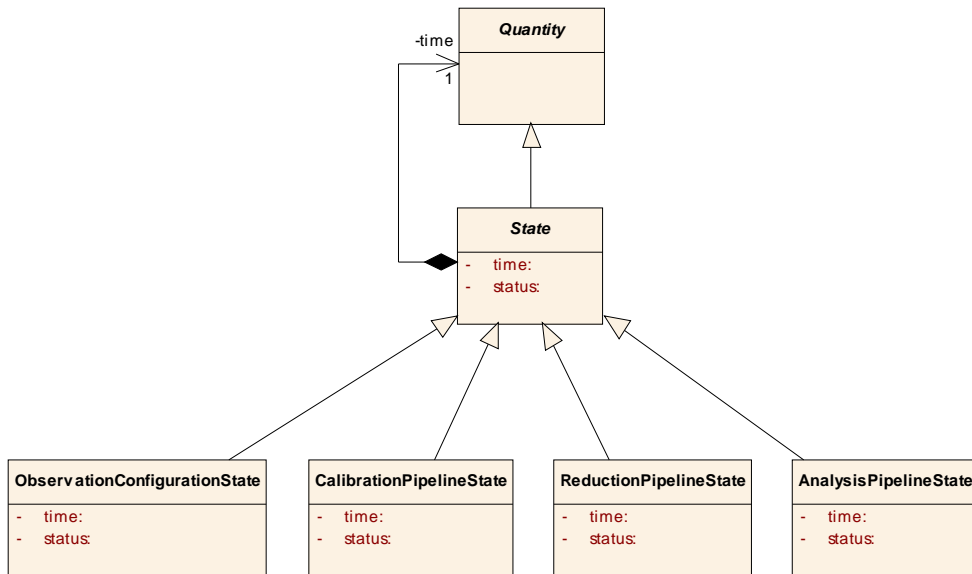 Quantity
-time
1
State
- time:
- status:
ObservationConfigurationState
- time:
- status:
CalibrationPipelineState
- time:
- status:
ReductionPipelineState
- time:
- status:
AnalysisPipelineState
- time:
- status: